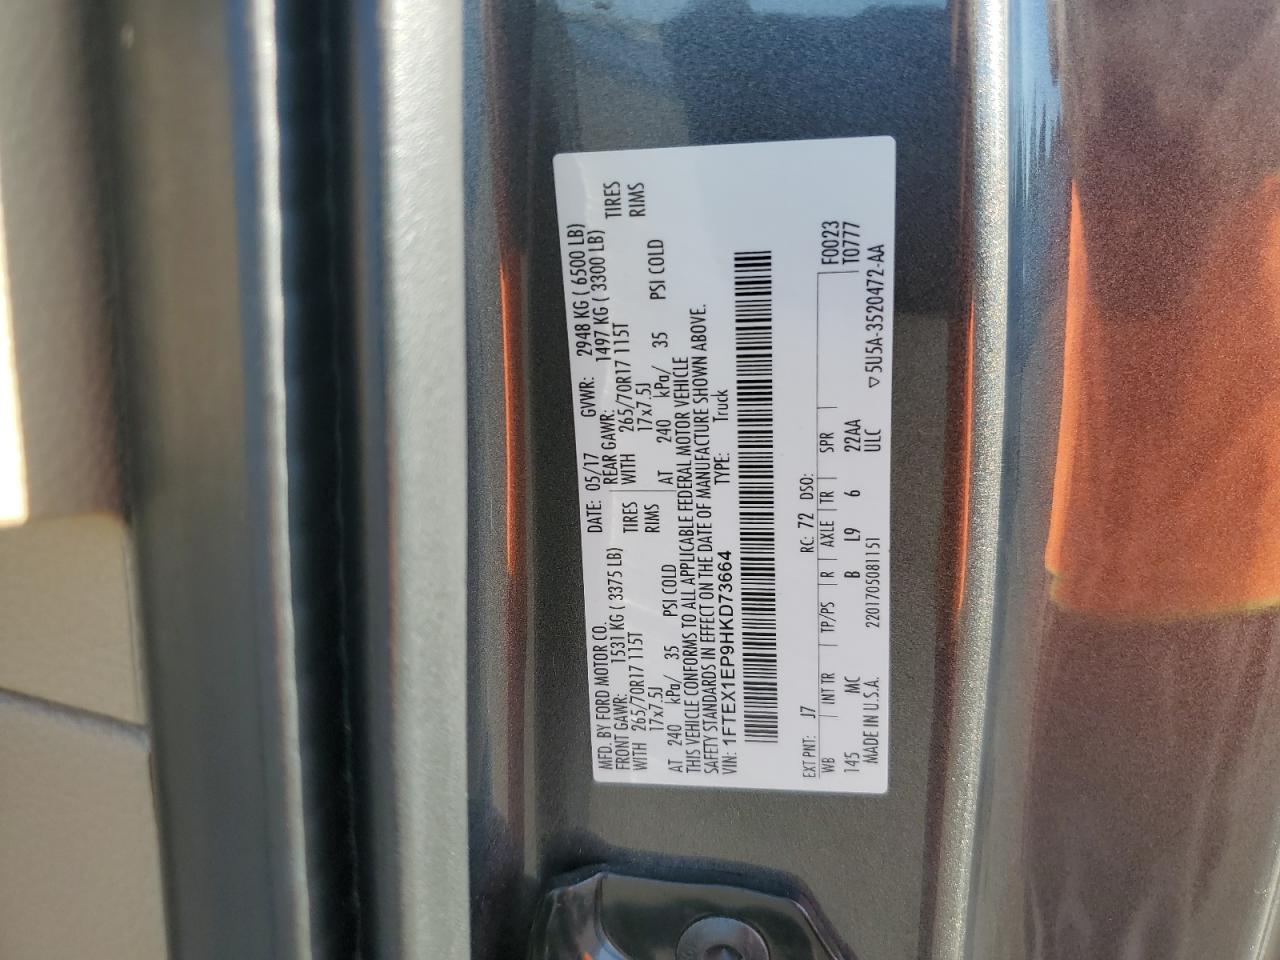 MFD. BY FORD MOTOR CO. DATE: 05/17 GVWR: 2948 KG ( 6500 LB)
FRONT GAWR: 1531 KG ( 3375 LB) REAR GAWR: 1497 KG ( 3300 LB)
WITH 265/70R17 115T TIRES WITH 265/70R17 115T TIRES
17x7.5J RIMS 17x7.5J RIMS
AT 240 kPa/ 35 PSI COLD AT 240 kPa/ 35 PSI COLD
THIS VEHICLE CONFORMS TO ALL APPLICABLE FEDERAL MOTOR VEHICLE
SAFETY STANDARDS IN EFFECT ON THE DATE OF MANUFACTURE SHOWN ABOVE.
VIN: 1FTEX1EP9HKD73664 TYPE: Truck
EXT PNT: J7 RC: 72 DSO: F0023
WB INT TR TP/PS R AXLE TR SPR T0777
145 MC B L9 6 22AA
MADE IN U.S.A. 2201705081151 ULC ▽5U5A-3520472-AA